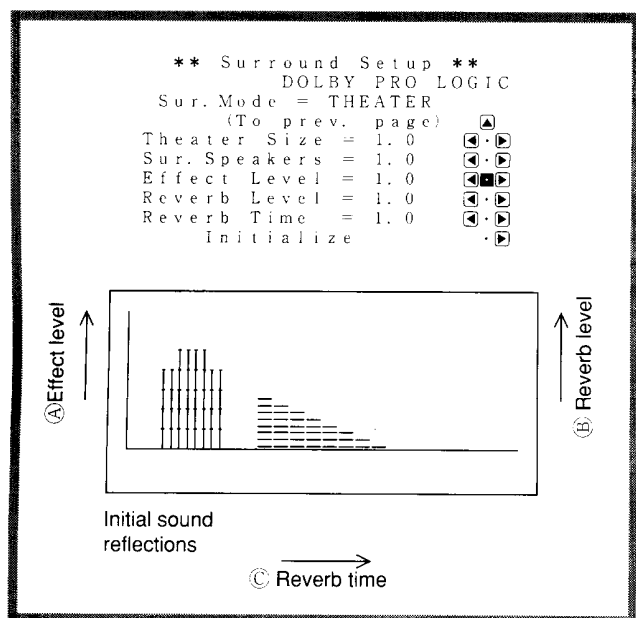 ** Surround Setup **
DOLBY PRO LOGIC
Sur.Mode = THEATER
(To prev. page)
Theater Size = 1.0
Sur.Speakers = 1.0
Effect Level = 1.0
Reverb Level = 1.0
Reverb Time = 1.0
Initialize
Ⓐ Effect level
Ⓑ Reverb level
Initial sound
reflections
Ⓒ Reverb time